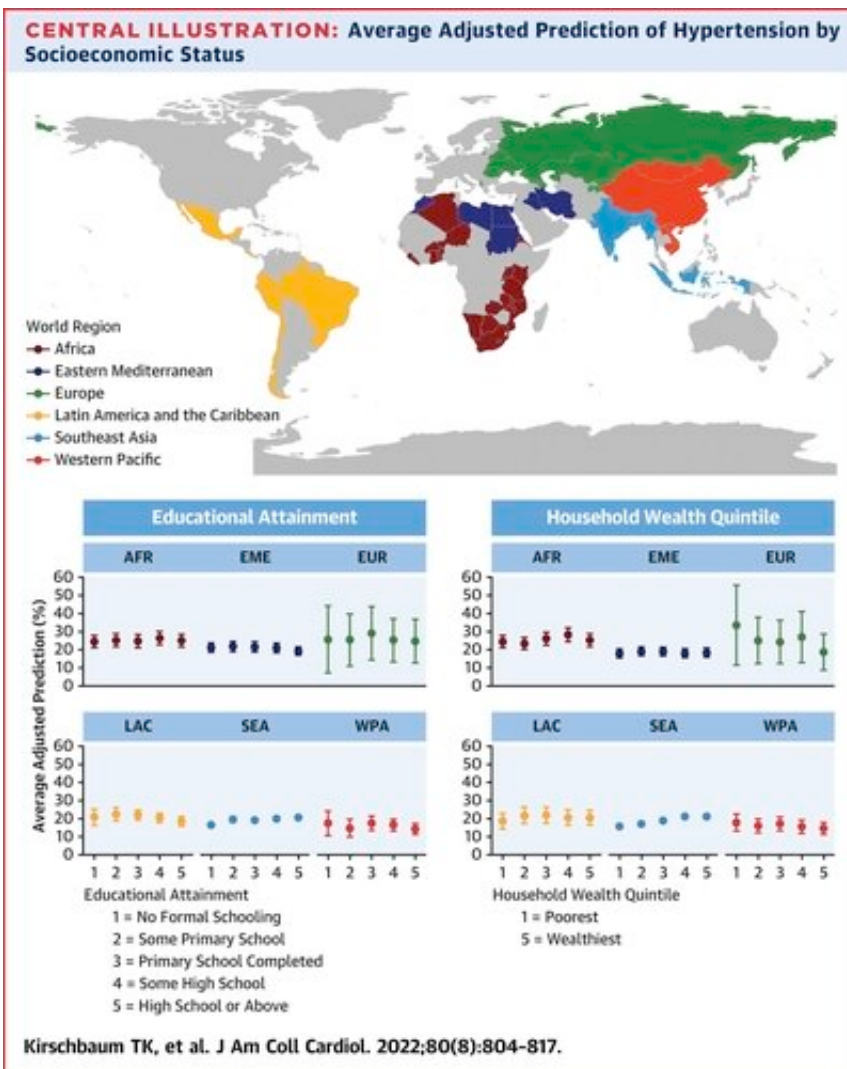 CENTRAL ILLUSTRATION: Average Adjusted Prediction of Hypertension by
Socioeconomic Status
World Region
Africa
Eastern Mediterranean
Europe
Latin America and the Caribbean
Southeast Asia
Western Pacific
Educational Attainment
AFR EME EUR
Average Adjusted Prediction (%)
60
50
40
30
20
10
0
LAC SEA WPA
60
50
40
30
20
10
0
1 2 3 4 5 1 2 3 4 5 1 2 3 4 5
Educational Attainment
1 = No Formal Schooling
2 = Some Primary School
3 = Primary School Completed
4 = Some High School
5 = High School or Above
Household Wealth Quintile
AFR EME EUR
60
50
40
30
20
10
0
LAC SEA WPA
60
50
40
30
20
10
0
1 2 3 4 5 1 2 3 4 5 1 2 3 4 5
Household Wealth Quintile
1 = Poorest
5 = Wealthiest
Kirschbaum TK, et al. J Am Coll Cardiol. 2022;80(8):804–817.